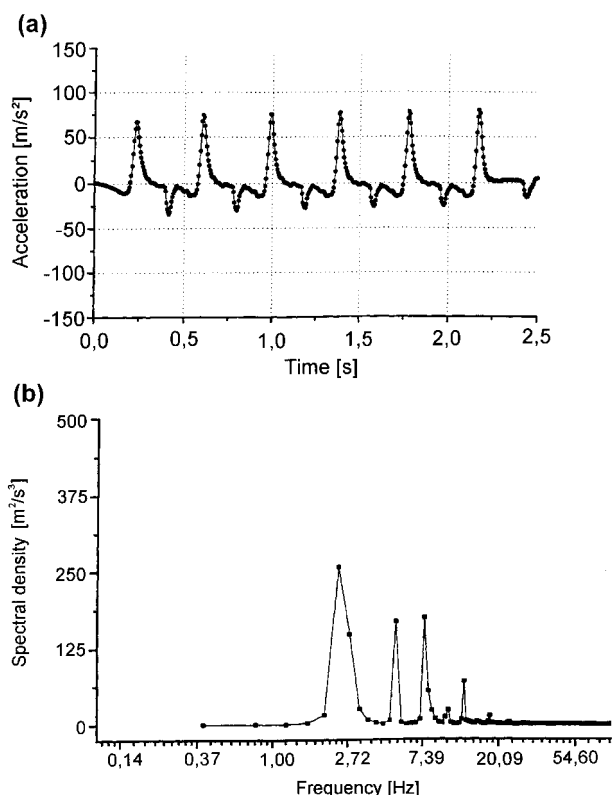 (a)
150
100
50
0
-50
-100
-150
Acceleration [m/s²]
0,0 0,5 1,0 1,5 2,0 2,5
Time [s]
(b)
500
375
250
125
0
Spectral density [m²/s³]
0,14 0,37 1,00 2,72 7,39 20,09 54,60
Frequency [Hz]